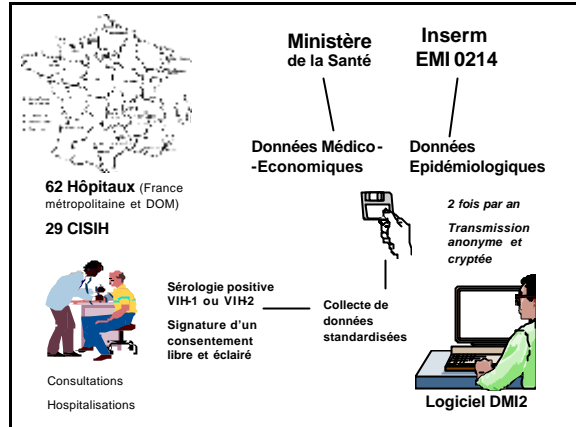 Ministère
de la Santé
Inserm
EMI 0214
Données Médico-
-Economiques
Données
Epidémiologiques
62 Hôpitaux (France
métropolitaine et DOM)
29 CISIH
2 fois par an
Transmission
anonyme et
cryptée
Sérologie positive
VIH-1 ou VIH-2
Signature d'un
consentement
libre et éclairé
Collecte de
données
standardisées
Consultations
Hospitalisations
Logiciel DMI2